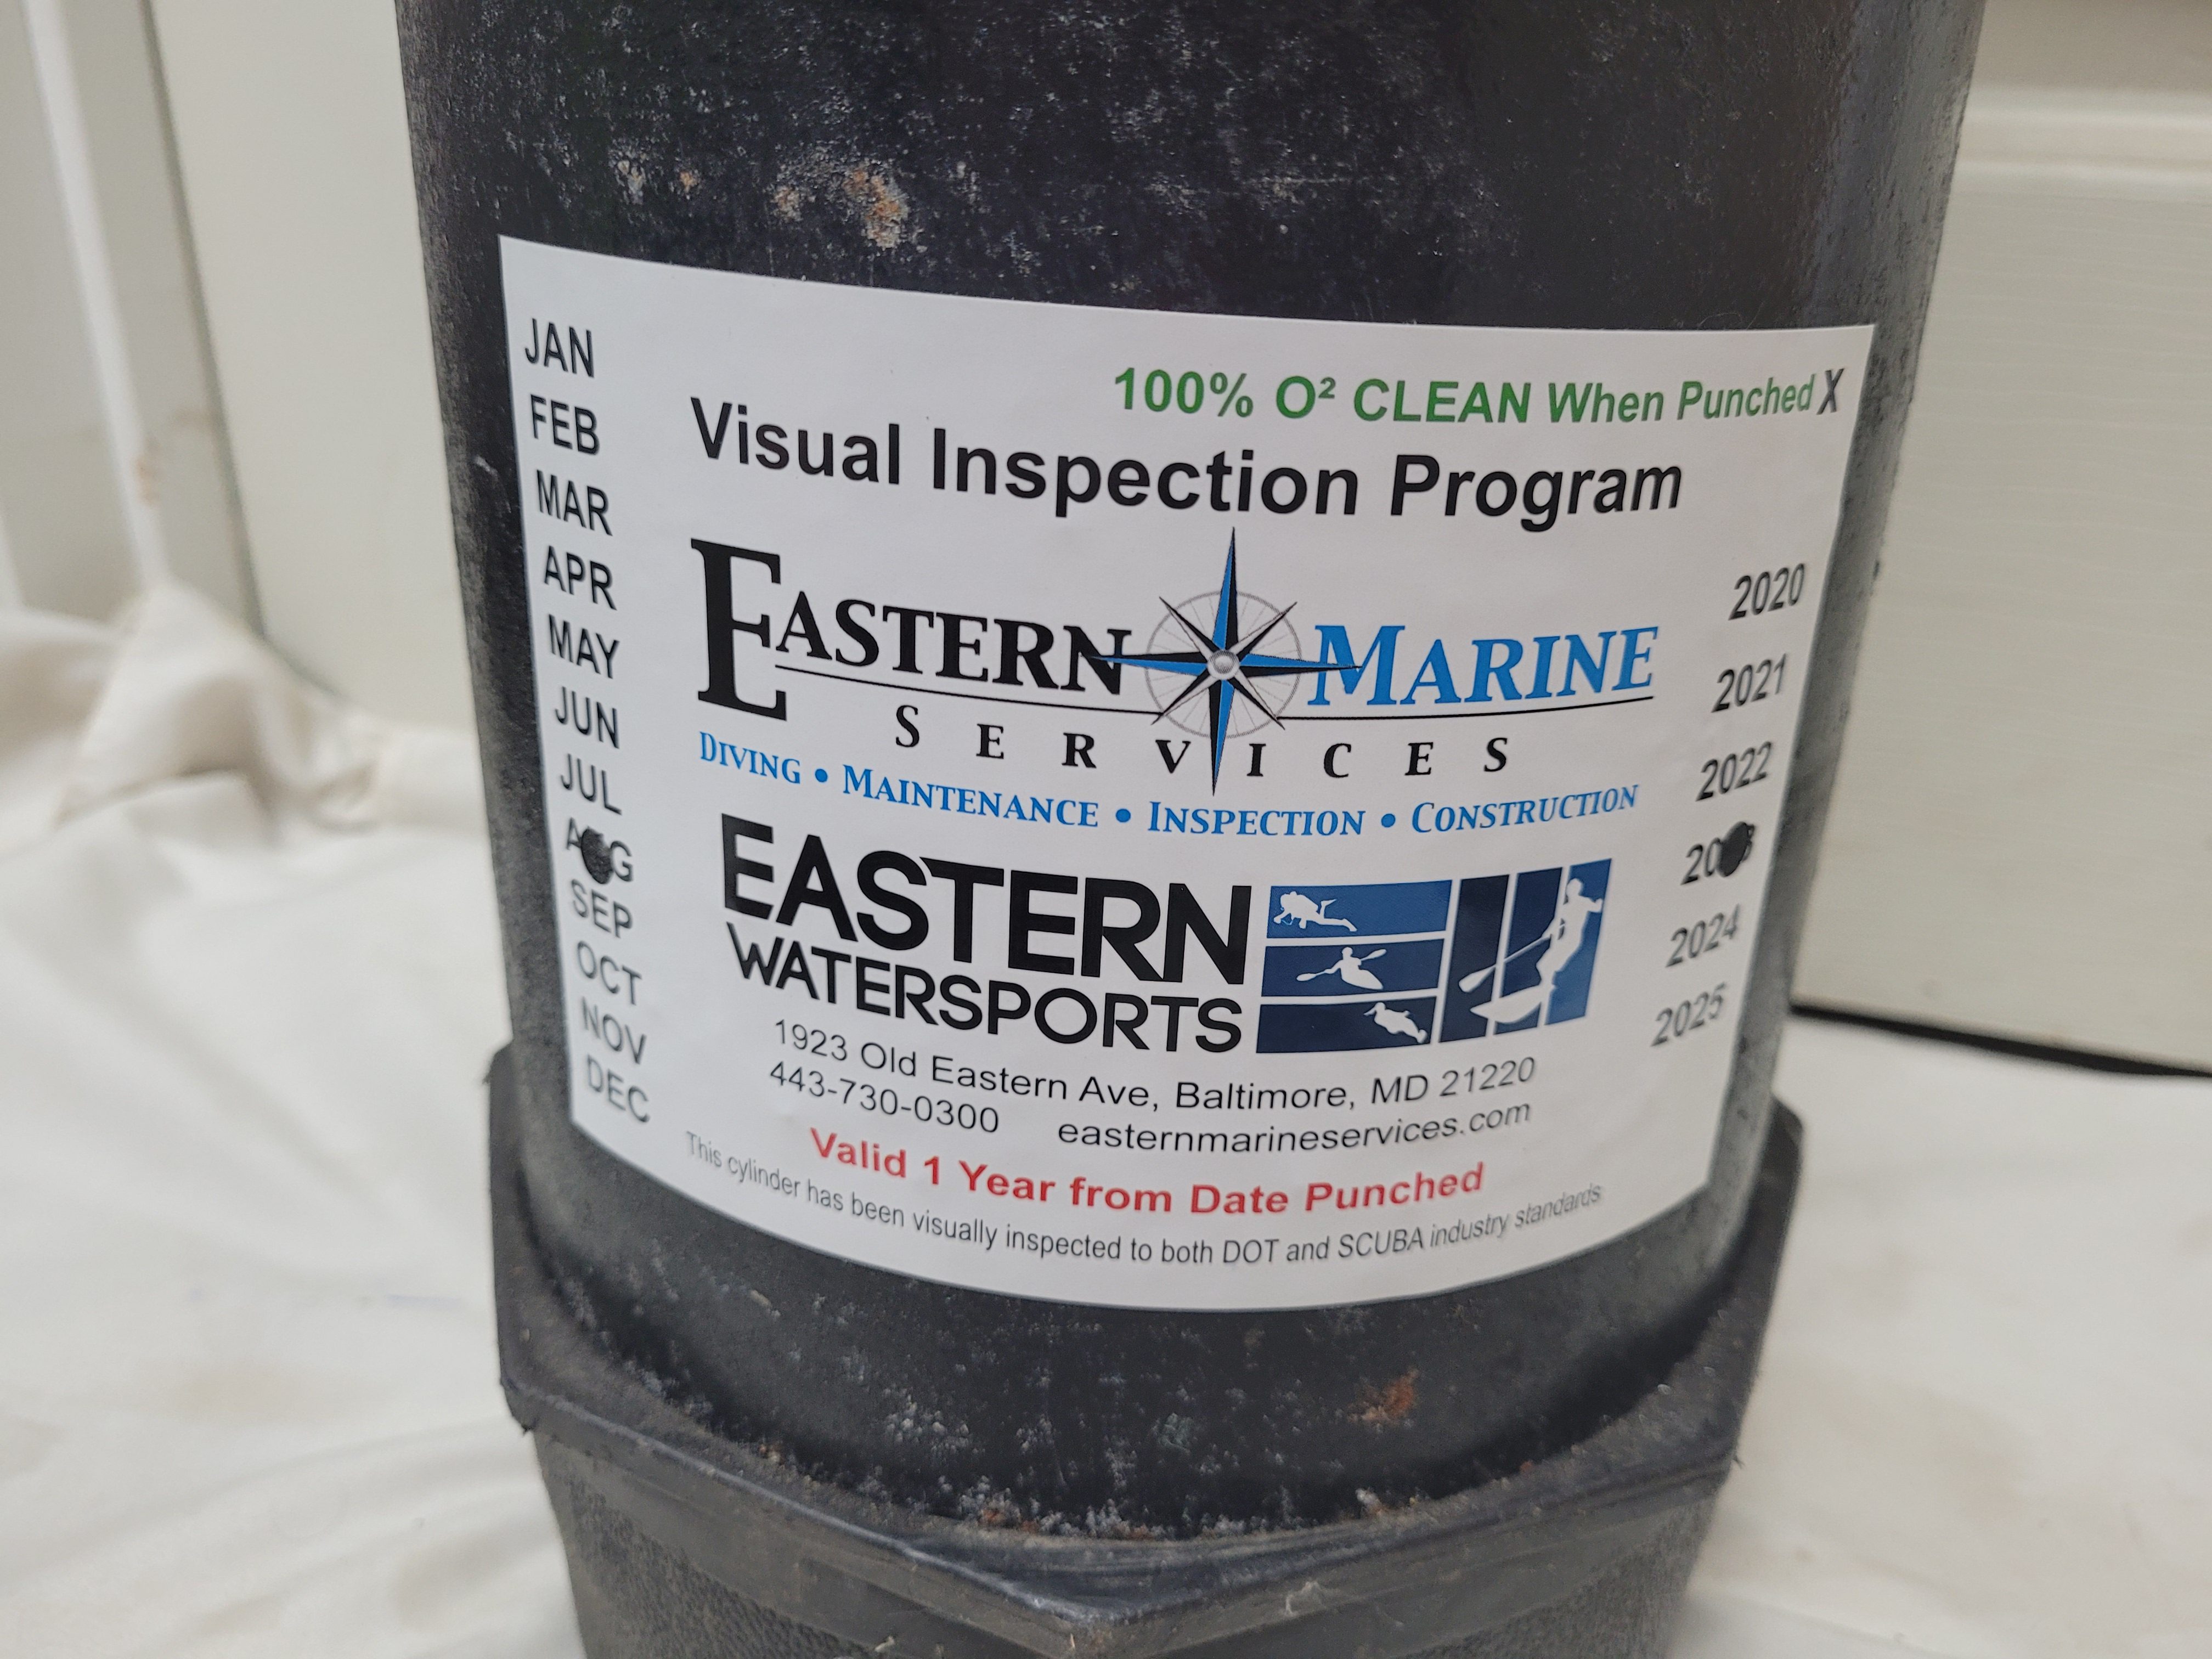 JAN
FEB
MAR
APR
MAY
JUN
JUL
SEP
OCT
NOV
DEC
100% O² CLEAN When Punched X
Visual Inspection Program
EASTERN MARINE
SERVICES
DIVING • MAINTENANCE • INSPECTION • CONSTRUCTION
EASTERN
WATERSPORTS
1923 Old Eastern Ave, Baltimore, MD 21220
443-730-0300 easternmarineservices.com
Valid 1 Year from Date Punched
This cylinder has been visually inspected to both DOT and SCUBA industry standards
2020
2021
2022
2024
2025